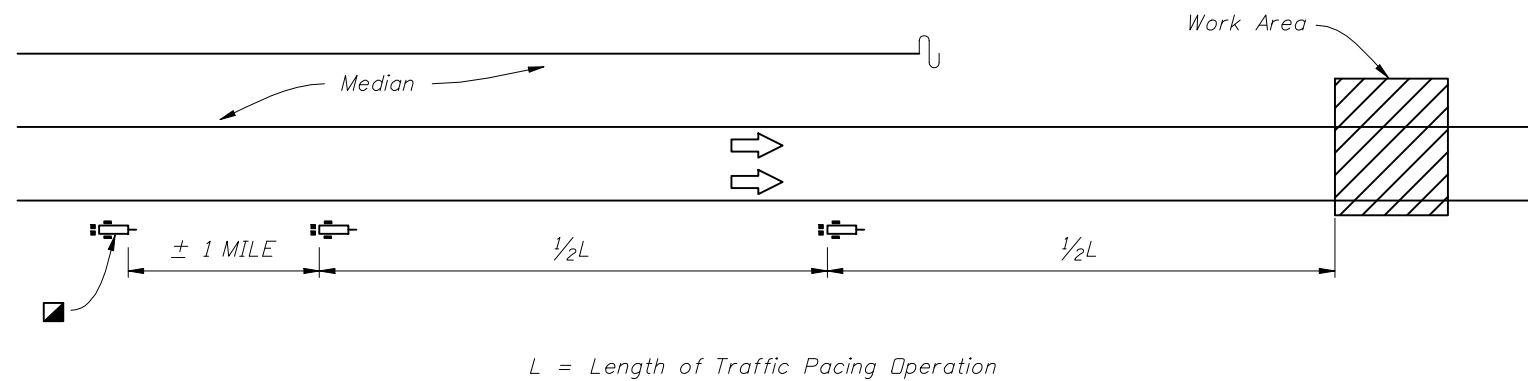 Work Area
Median
± 1 MILE
½L
½L
L = Length of Traffic Pacing Operation